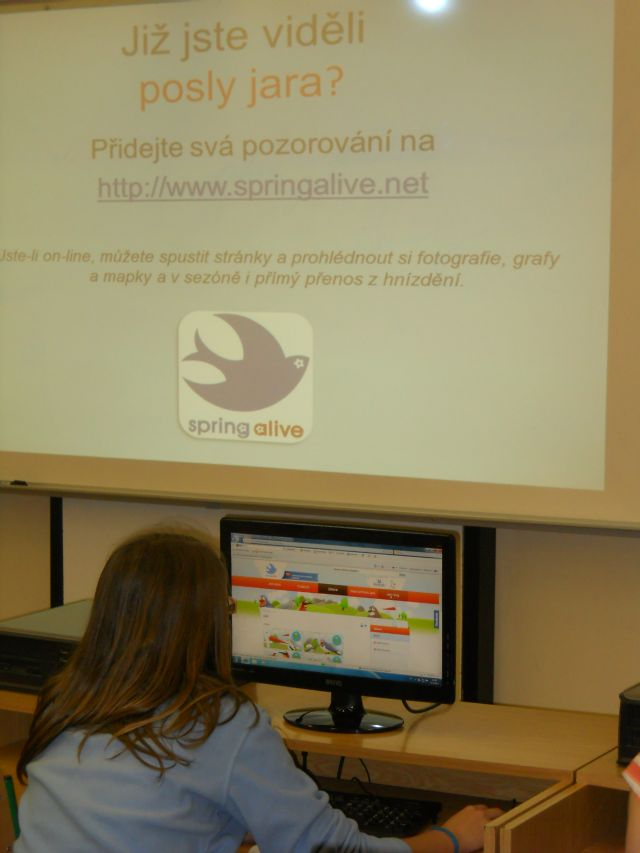 Již jste viděli
posly jara?
Přidejte svá pozorování na
http://www.springalive.net
Jste-li on-line, můžete spustit stránky a prohlédnout si fotografie, grafy
a mapky a v sezóně i přímý přenos z hnízdění.
spring alive
BENQ